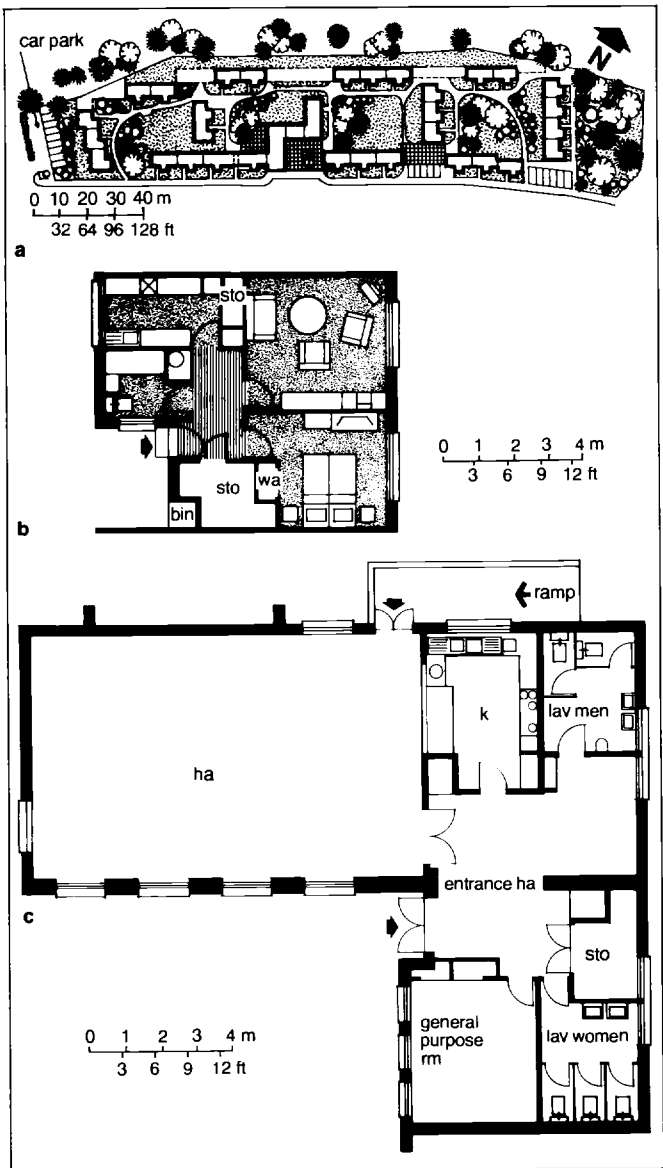 car park
N
0 10 20 30 40 m
32 64 96 128 ft
a
sto
0 1 2 3 4 m
3 6 9 12 ft
wa
sto
bin
b
ramp
k
lav men
ha
entrance ha
c
sto
0 1 2 3 4 m
3 6 9 12 ft
general
purpose
rm
lav women